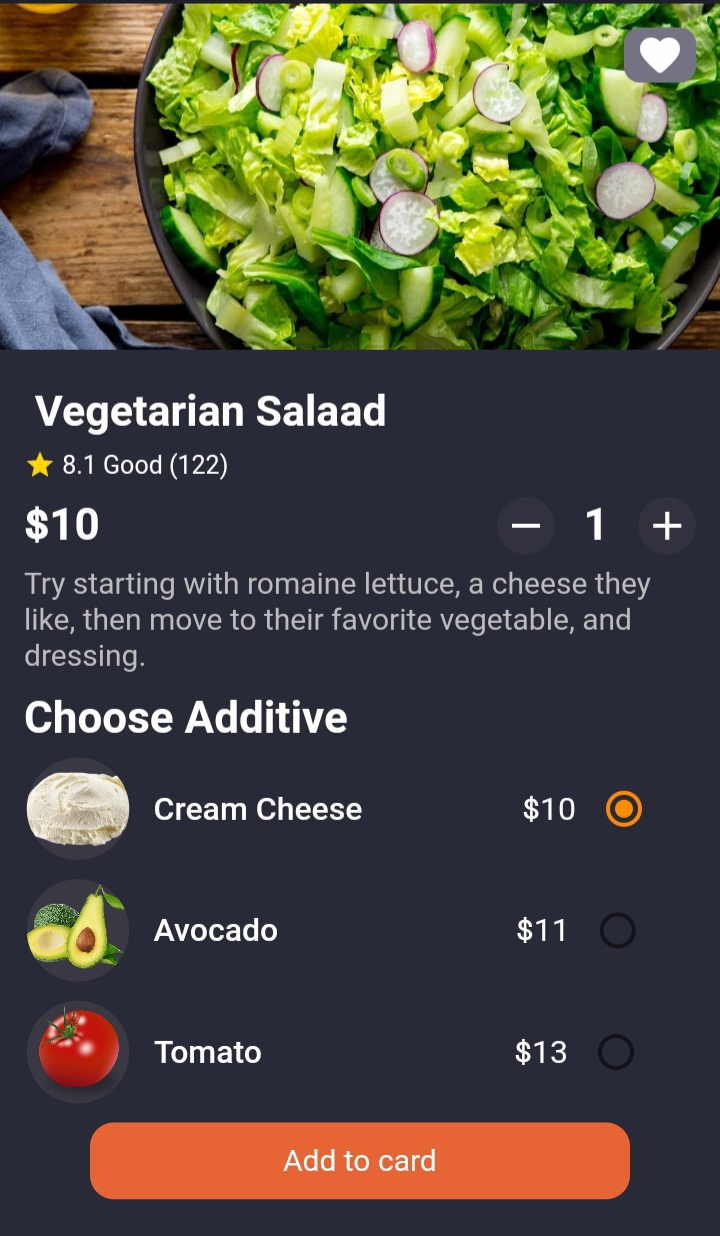 Vegetarian Salaad
8.1 Good (122)
$10
1
Try starting with romaine lettuce, a cheese they
like, then move to their favorite vegetable, and
dressing.
Choose Additive
Cream Cheese $10
Avocado $11
Tomato $13
Add to card